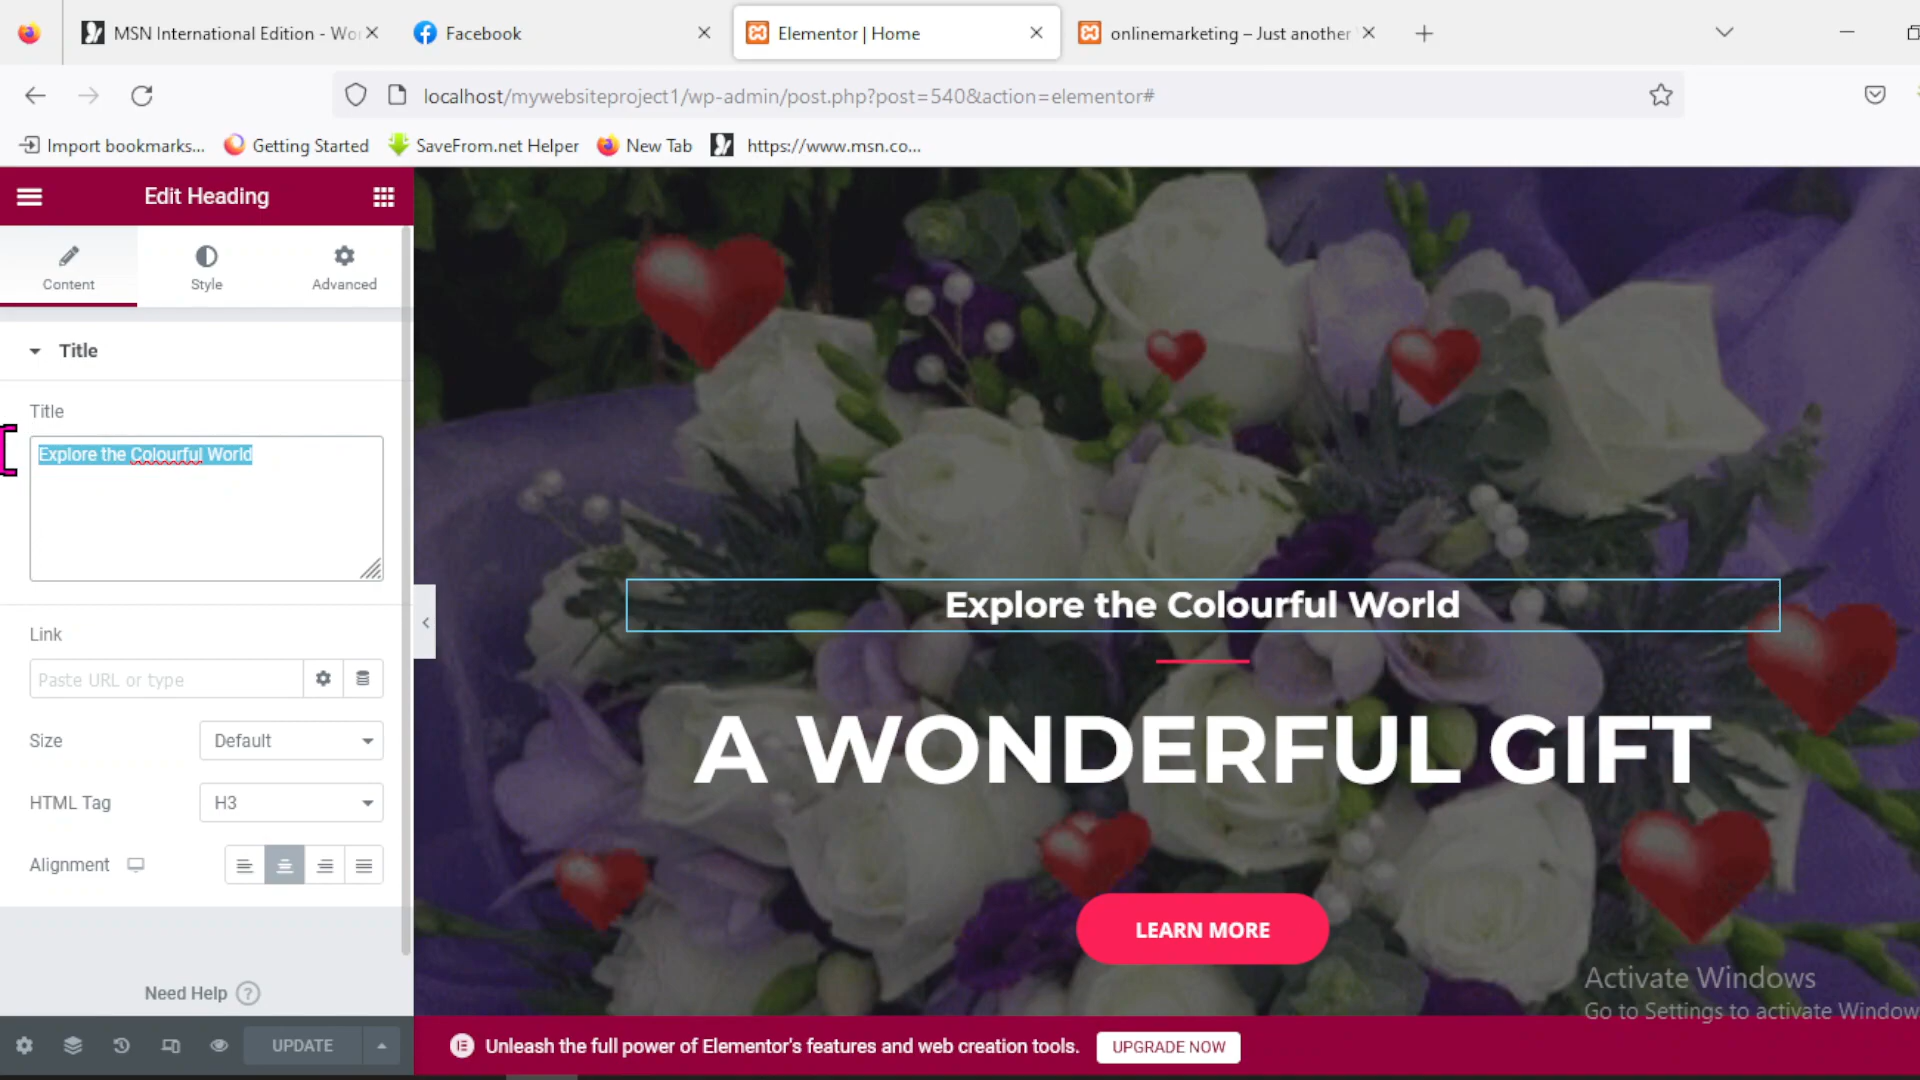 MSN International Edition - Wor
Facebook
Elementor | Home
onlinemarketing – Just another
localhost/mywebsiteproject1/wp-admin/post.php?post=540&action=elementor#
Import bookmarks...
Getting Started
SaveFrom.net Helper
New Tab
https://www.msn.co...
Edit Heading
Content
Style
Advanced
Title
Title
Explore the Colourful World
Link
Paste URL or type
Size
Default
HTML Tag
H3
Alignment
Need Help
?
UPDATE
Explore the Colourful World
A WONDERFUL GIFT
LEARN MORE
Activate Windows
Go to Settings to activate Window
Unleash the full power of Elementor's features and web creation tools.
UPGRADE NOW